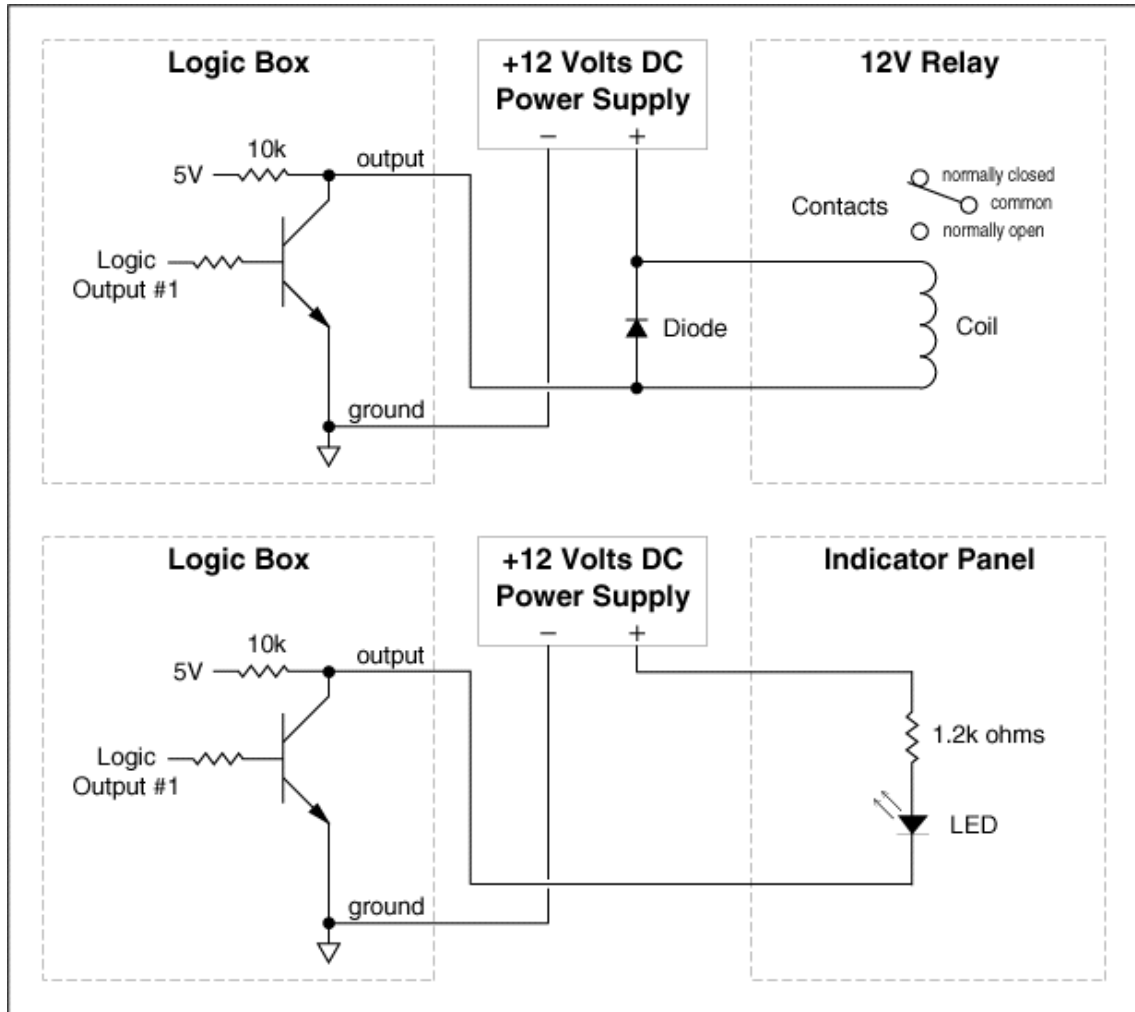 Logic Box
+12 Volts DC
Power Supply
− +
12V Relay
10k
5V
output
Logic
Output #1
ground
Diode
Contacts
normally closed
common
normally open
Coil
Logic Box
+12 Volts DC
Power Supply
− +
Indicator Panel
10k
5V
output
Logic
Output #1
ground
1.2k ohms
LED